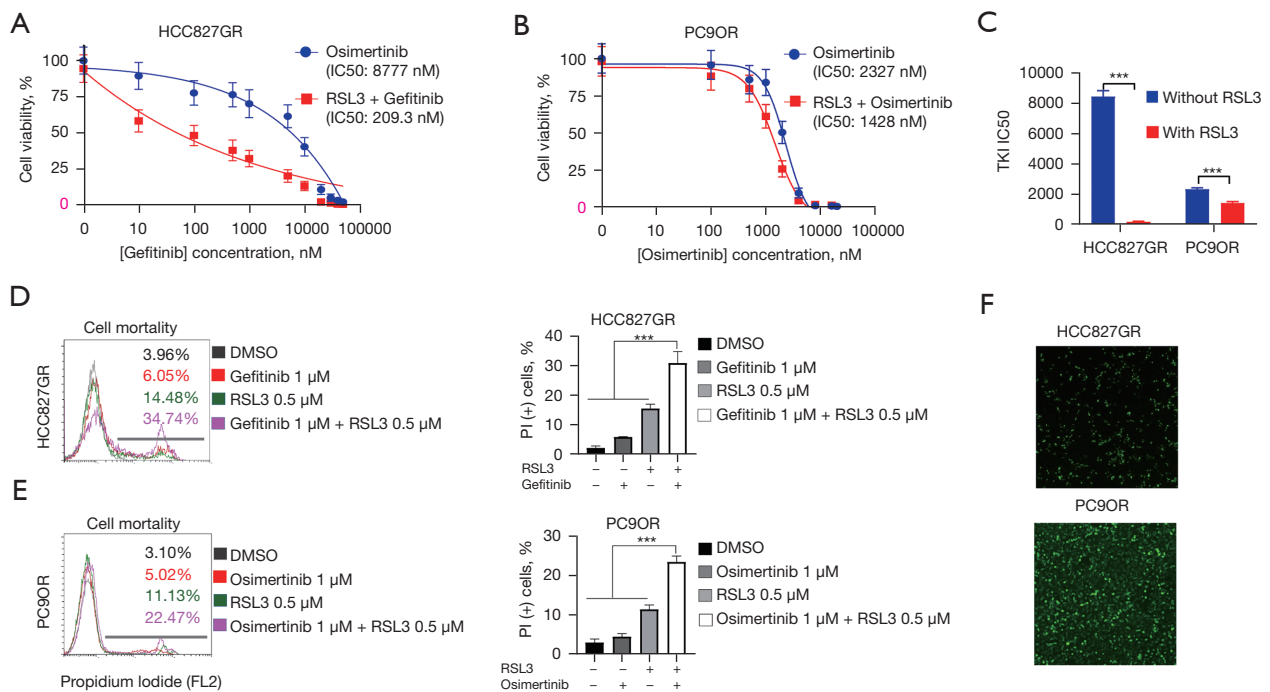 A
HCC827GR
Cell viability, %
100
75
50
25
0
0
10
100
1000
10000
100000
[Gefitinib] concentration, nM
Osimertinib
(IC50: 8777 nM)
RSL3 + Gefitinib
(IC50: 209.3 nM)
B
PC9OR
Cell viability, %
100
75
50
25
0
0
10
100
1000
10000
100000
[Osimertinib] concentration, nM
Osimertinib
(IC50: 2327 nM)
RSL3 + Osimertinib
(IC50: 1428 nM)
C
TKI IC50
10000
8000
6000
4000
2000
0
***
***
HCC827GR
PC9OR
Without RSL3
With RSL3
D
Cell mortality
HCC827GR
3.96%
6.05%
14.48%
34.74%
DMSO
Gefitinib 1 μM
RSL3 0.5 μM
Gefitinib 1 μM + RSL3 0.5 μM
HCC827GR
PI (+) cells, %
40
30
20
10
0
***
RSL3 – – + +
Gefitinib – + – +
DMSO
Gefitinib 1 μM
RSL3 0.5 μM
Gefitinib 1 μM + RSL3 0.5 μM
E
Cell mortality
PC9OR
3.10%
5.02%
11.13%
22.47%
DMSO
Osimertinib 1 μM
RSL3 0.5 μM
Osimertinib 1 μM + RSL3 0.5 μM
Propidium Iodide (FL2)
PC9OR
PI (+) cells, %
30
20
10
0
***
RSL3 – – + +
Osimertinib – + – +
DMSO
Osimertinib 1 μM
RSL3 0.5 μM
Osimertinib 1 μM + RSL3 0.5 μM
F
HCC827GR
PC9OR